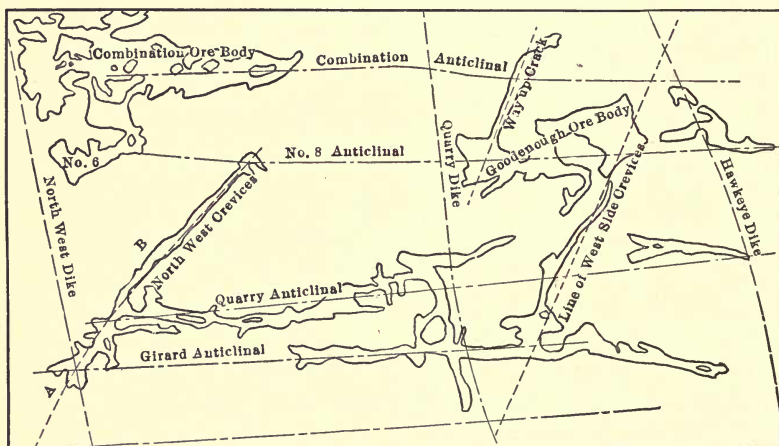 Combination Ore Body
Combination Anticlinal
Way up Crack
Goodenough Ore Body
No. 6
No. 8 Anticlinal
Quarry Dike
North West Dike
Hawkeye Dike
B
North West Crevices
Line of West Side Crevices
Quarry Anticlinal
Girard Anticlinal
A